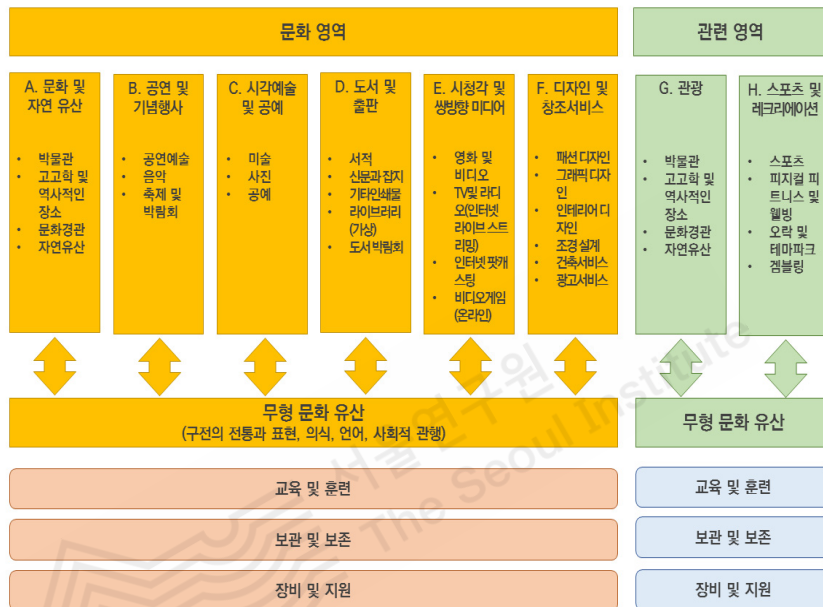 문화 영역
관련 영역
A. 문화 및
자연 유산
• 박물관
• 고고학 및
역사적인
장소
• 문화경관
• 자연유산
B. 공연 및
기념행사
• 공연예술
• 음악
• 축제 및
박람회
C. 시각예술
및 공예
• 미술
• 사진
• 공예
D. 도서 및
출판
• 서적
• 신문과 잡지
• 기타인쇄물
• 라이브러리
(가상)
• 도서 박람회
E. 시청각 및
쌍방향 미디어
• 영화 및
비디오
• TV및 라디
오(인터넷
라이브 스트
리밍)
• 인터넷 팟캐
스팅
• 비디오게임
(온라인)
F. 디자인 및
창조서비스
• 패션 디자인
• 그래픽 디자
인
• 인테리어 디
자인
• 조경 설계
• 건축서비스
• 광고서비스
G. 관광
• 박물관
• 고고학 및
역사적인
장소
• 문화경관
• 자연유산
H. 스포츠 및
레크리에이션
• 스포츠
• 피지컬 피
트니스 및
웰빙
• 오락 및
테마파크
• 겜블링
무형 문화 유산
(구전의 전통과 표현, 의식, 언어, 사회적 관행)
무형 문화 유산
교육 및 훈련
교육 및 훈련
보관 및 보존
보관 및 보존
장비 및 지원
장비 및 지원
서울연구원
The Seoul Institute